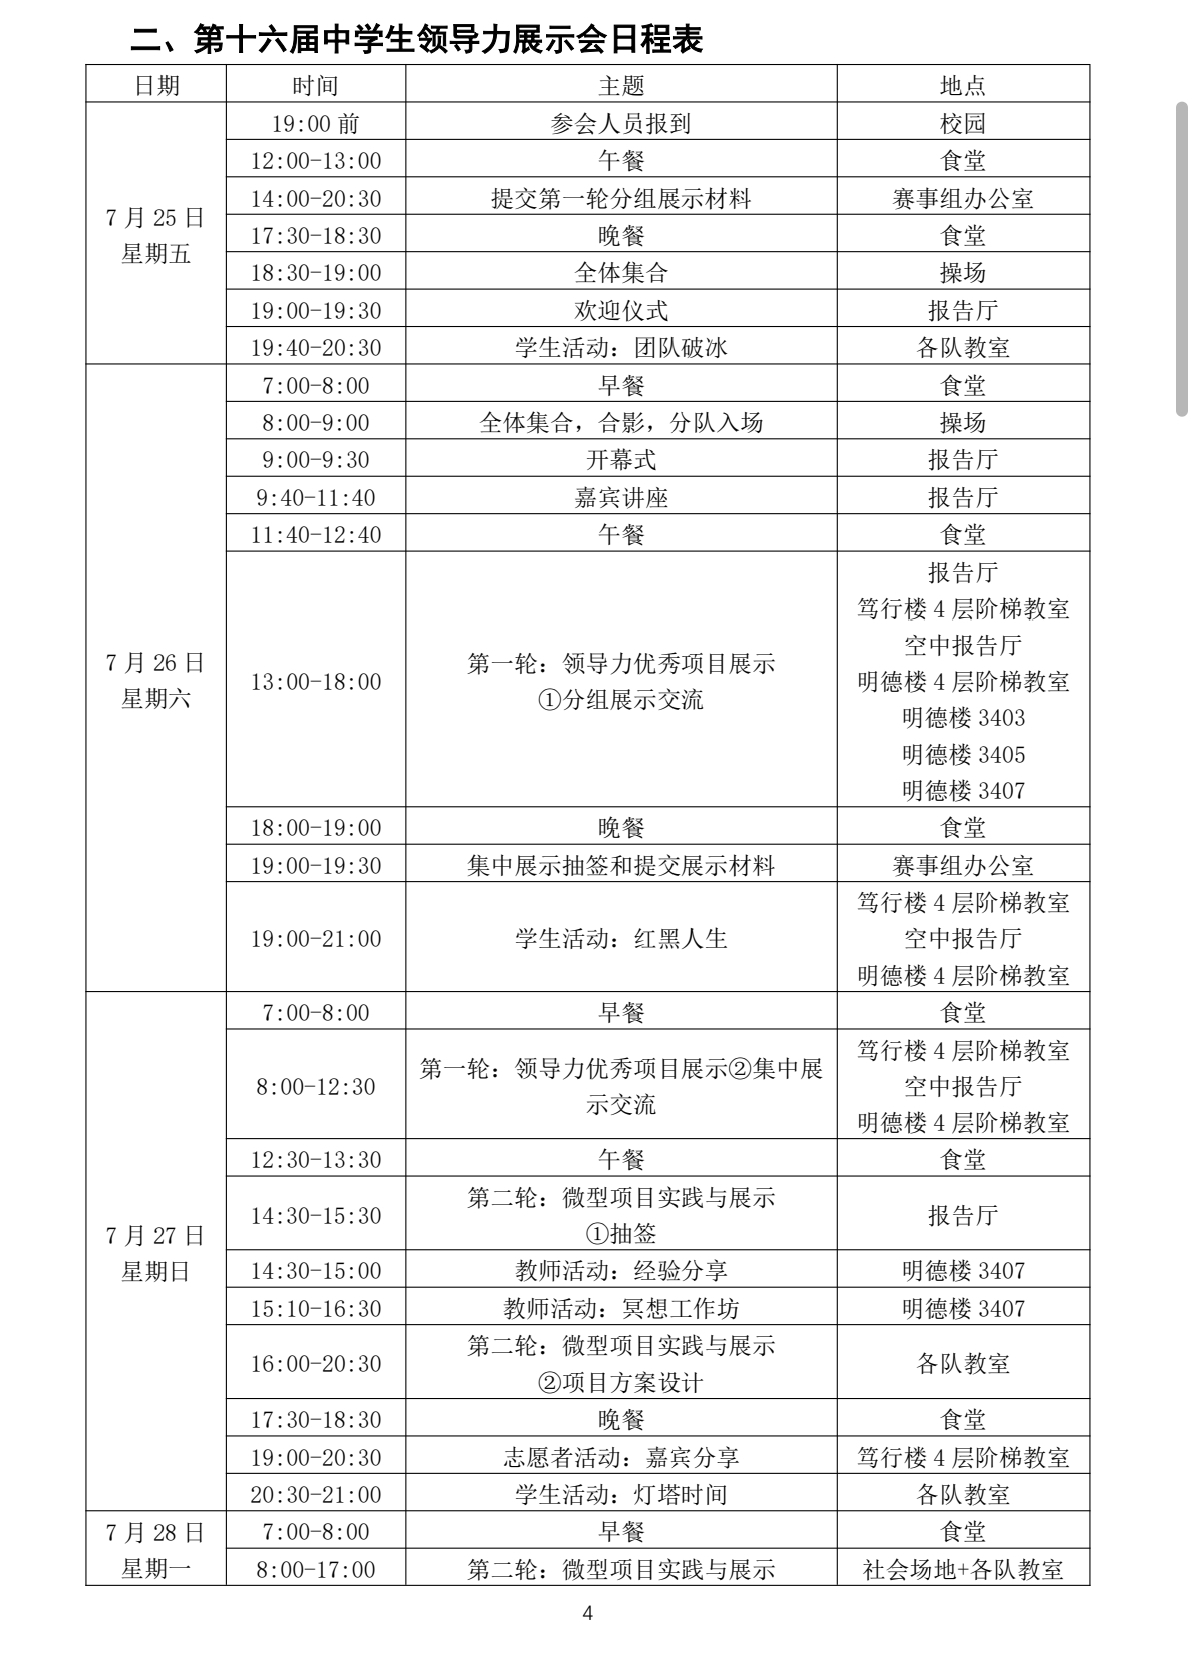 二、第十六届中学生领导力展示会日程表
日期 时间 主题 地点
7 月 25 日
星期五
19:00 前 参会人员报到 校园
12:00-13:00 午餐 食堂
14:00-20:30 提交第一轮分组展示材料 赛事组办公室
17:30-18:30 晚餐 食堂
18:30-19:00 全体集合 操场
19:00-19:30 欢迎仪式 报告厅
19:40-20:30 学生活动：团队破冰 各队教室
7 月 26 日
星期六
7:00-8:00 早餐 食堂
8:00-9:00 全体集合，合影，分队入场 操场
9:00-9:30 开幕式 报告厅
9:40-11:40 嘉宾讲座 报告厅
11:40-12:40 午餐 食堂
13:00-18:00
第一轮：领导力优秀项目展示
①分组展示交流
报告厅
笃行楼 4 层阶梯教室
空中报告厅
明德楼 4 层阶梯教室
明德楼 3403
明德楼 3405
明德楼 3407
18:00-19:00 晚餐 食堂
19:00-19:30 集中展示抽签和提交展示材料 赛事组办公室
19:00-21:00 学生活动：红黑人生
笃行楼 4 层阶梯教室
空中报告厅
明德楼 4 层阶梯教室
7 月 27 日
星期日
7:00-8:00 早餐 食堂
8:00-12:30
第一轮：领导力优秀项目展示②集中展
示交流
笃行楼 4 层阶梯教室
空中报告厅
明德楼 4 层阶梯教室
12:30-13:30 午餐 食堂
14:30-15:30
第二轮：微型项目实践与展示
①抽签
报告厅
14:30-15:00 教师活动：经验分享 明德楼 3407
15:10-16:30 教师活动：冥想工作坊 明德楼 3407
16:00-20:30
第二轮：微型项目实践与展示
②项目方案设计
各队教室
17:30-18:30 晚餐 食堂
19:00-20:30 志愿者活动：嘉宾分享 笃行楼 4 层阶梯教室
20:30-21:00 学生活动：灯塔时间 各队教室
7 月 28 日
星期一
7:00-8:00 早餐 食堂
8:00-17:00 第二轮：微型项目实践与展示 社会场地+各队教室
4